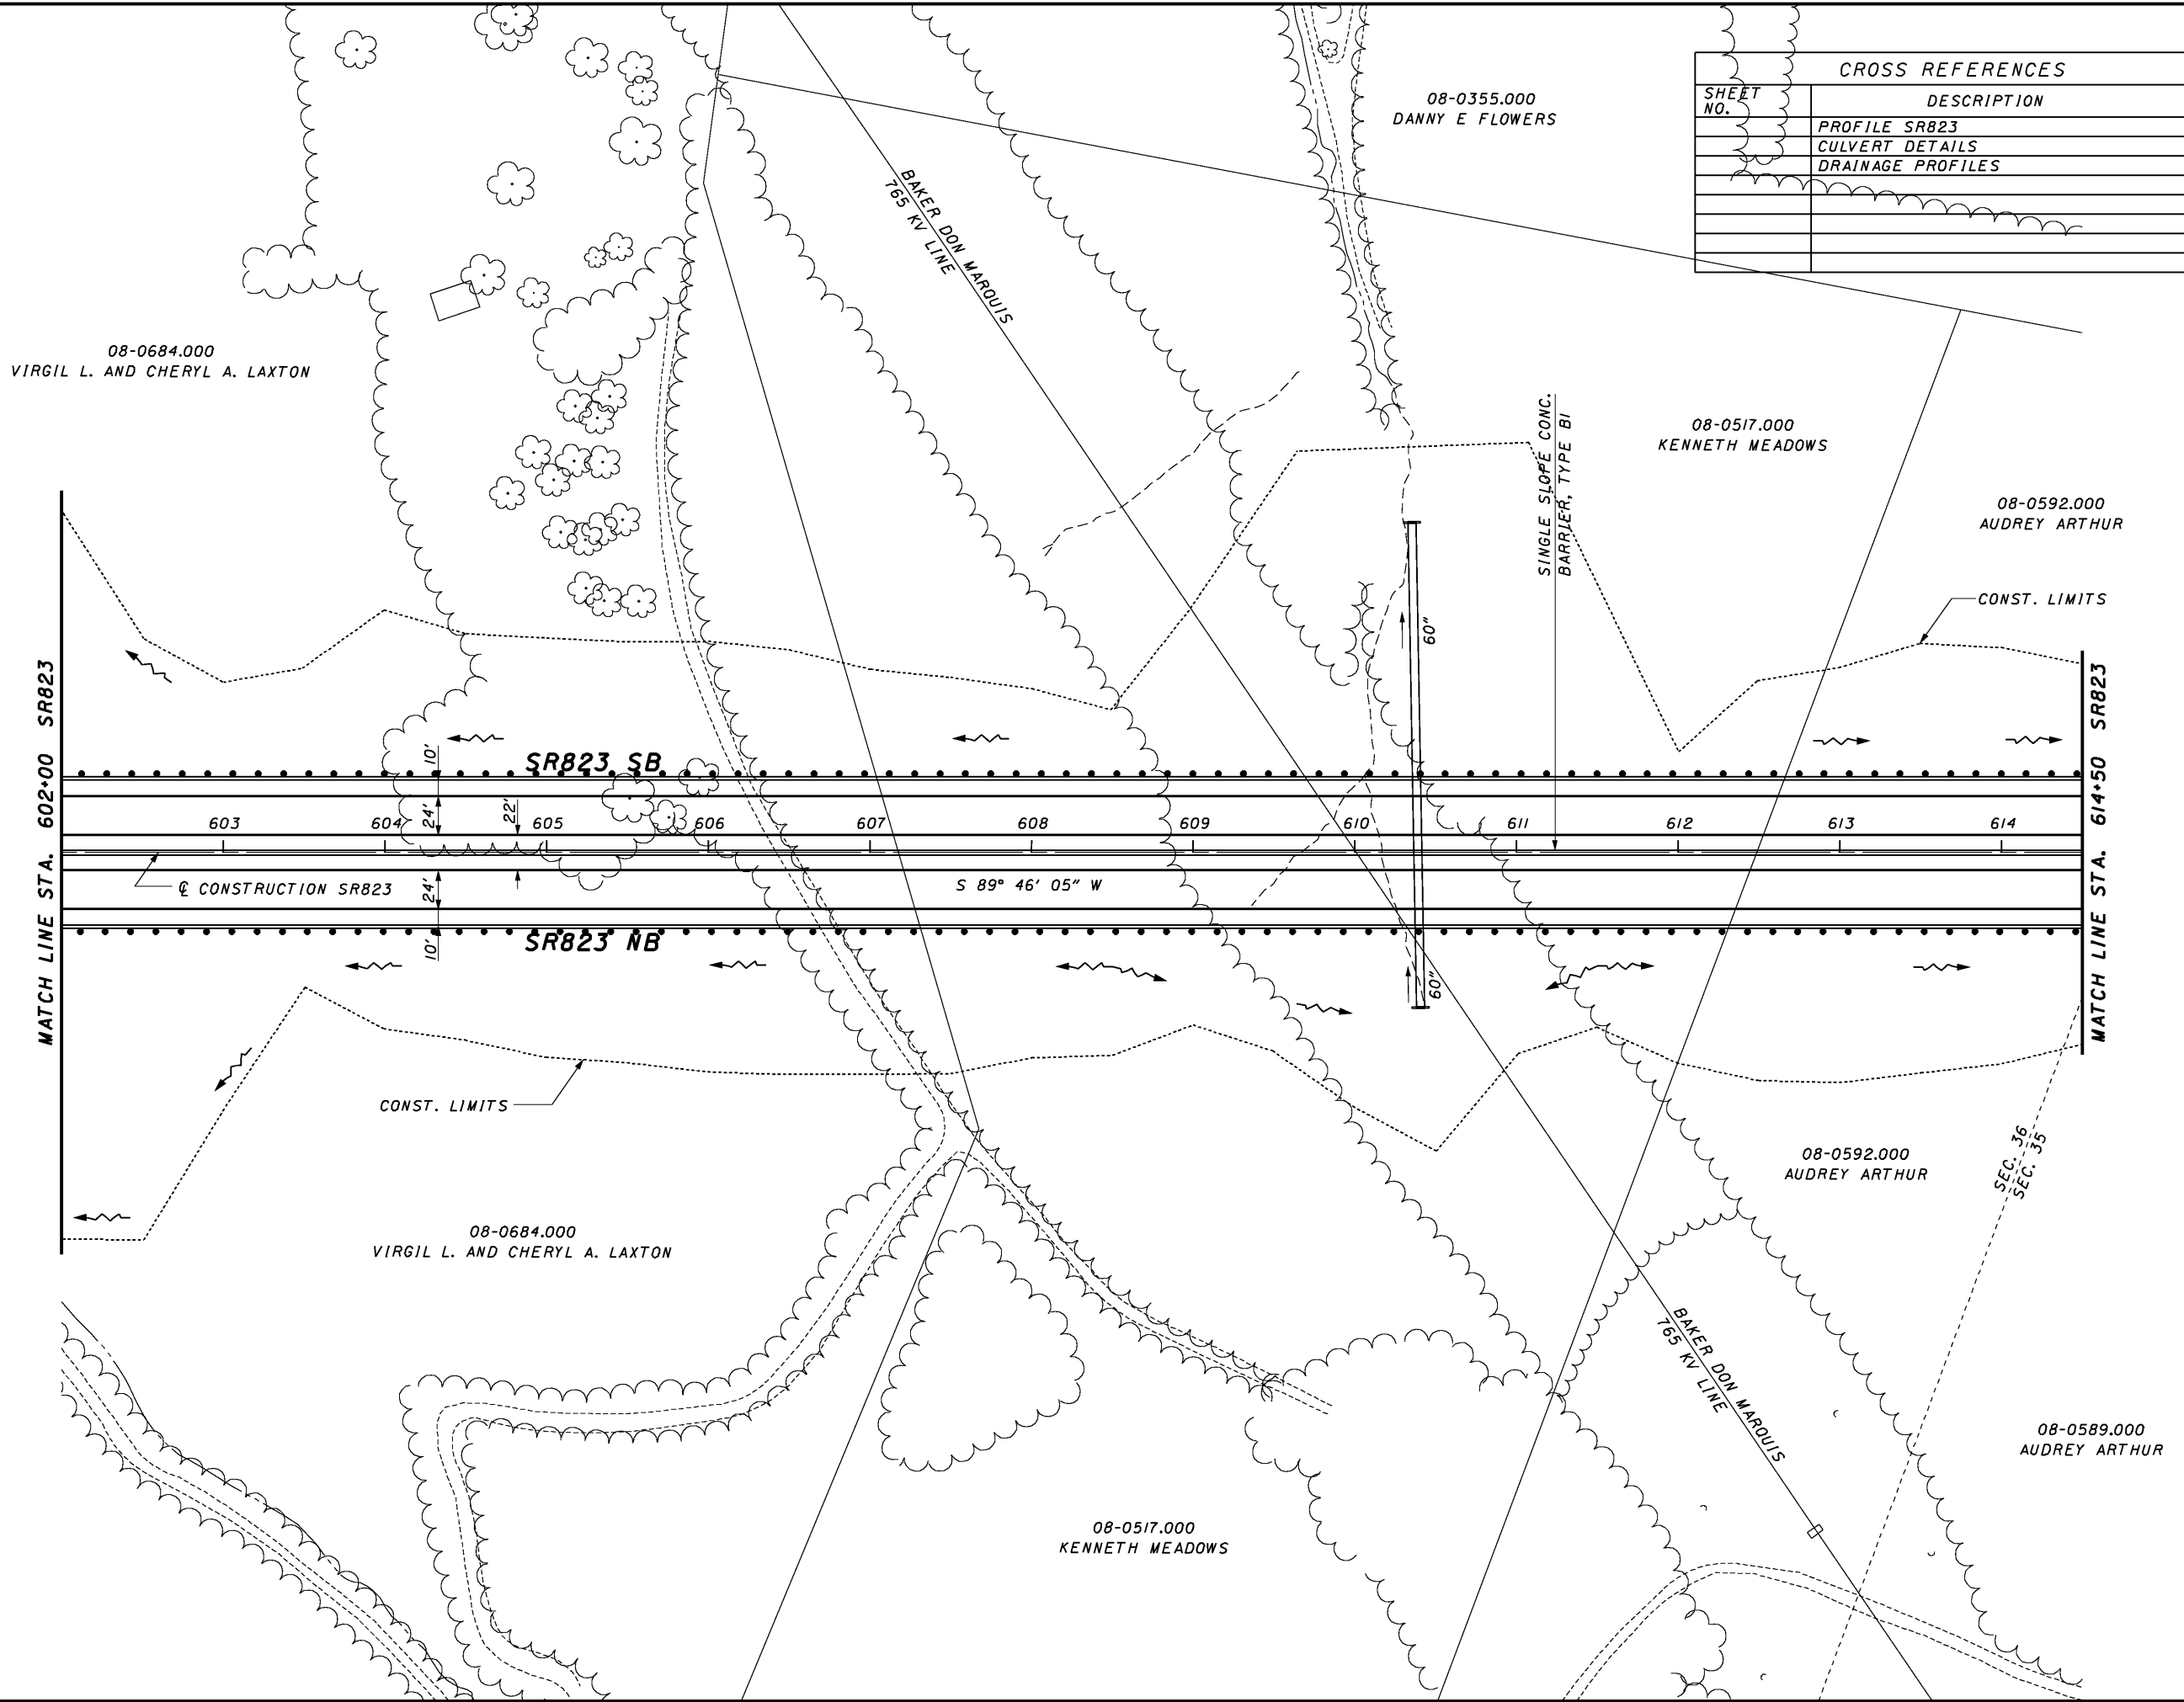 CROSS REFERENCES
SHEET NO. DESCRIPTION
PROFILE SR823
CULVERT DETAILS
DRAINAGE PROFILES
08-0355.000
DANNY E FLOWERS
BAKER DON MARQUIS
765 KV LINE
08-0684.000
VIRGIL L. AND CHERYL A. LAXTON
SINGLE SLOPE CONC.
BARRIER, TYPE B1
08-0517.000
KENNETH MEADOWS
08-0592.000
AUDREY ARTHUR
CONST. LIMITS
60"
MATCH LINE STA. 602+00 SR823
10'
SR823 SB
24'
22'
603 604 605 606 607 608 609 610 611 612 613 614
℄ CONSTRUCTION SR823
24'
S 89° 46' 05" W
10'
SR823 NB
60"
MATCH LINE STA. 614+50 SR823
CONST. LIMITS
08-0592.000
AUDREY ARTHUR
SEC. 36
SEC. 35
08-0684.000
VIRGIL L. AND CHERYL A. LAXTON
BAKER DON MARQUIS
765 KV LINE
08-0589.000
AUDREY ARTHUR
08-0517.000
KENNETH MEADOWS